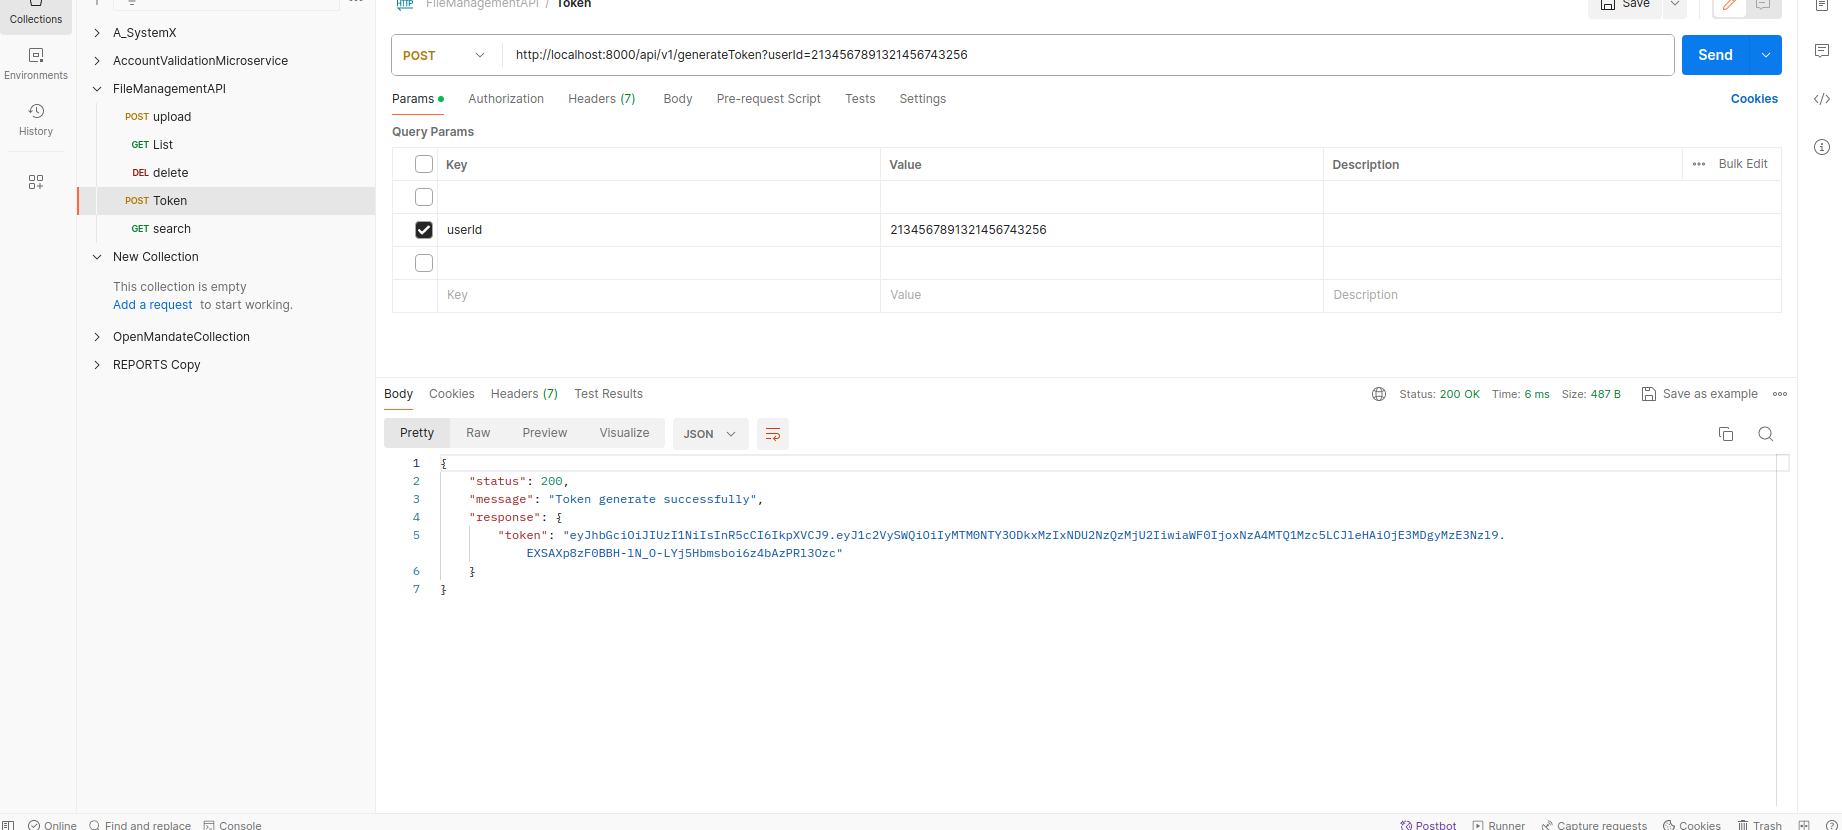 Collections
Environments
History
A_SystemX
AccountValidationMicroservice
FileManagementAPI
POST upload
GET List
DEL delete
POST Token
GET search
New Collection
This collection is empty
Add a request to start working.
OpenMandateCollection
REPORTS Copy
HTTP FileManagementAPI / Token
Save
POST http://localhost:8000/api/v1/generateToken?userId=2134567891321456743256
Send
Params Authorization Headers (7) Body Pre-request Script Tests Settings
Cookies
Query Params
Key Value Description ••• Bulk Edit
userId 2134567891321456743256
Key Value Description
Body Cookies Headers (7) Test Results
Status: 200 OK Time: 6 ms Size: 487 B Save as example
Pretty Raw Preview Visualize JSON
1 {
2 "status": 200,
3 "message": "Token generate successfully",
4 "response": {
5 "token": "eyJhbGciOiJIUzI1NiIsInR5cCI6IkpXVCJ9.eyJ1c2VySWQiOiIyMTM0NTY3ODkxMzIxNDU2NzQzMjU2IiwiaWF0IjoxNzA4MTQ1Mzc5LCJleHAiOjE3MDgyMzE3Nzl9.
EXSAXp8zF0BBH-lN_O-LYj5Hbmsboi6z4bAzPRl3Ozc"
6 }
7 }
Online Find and replace Console
Postbot Runner Capture requests Cookies Trash